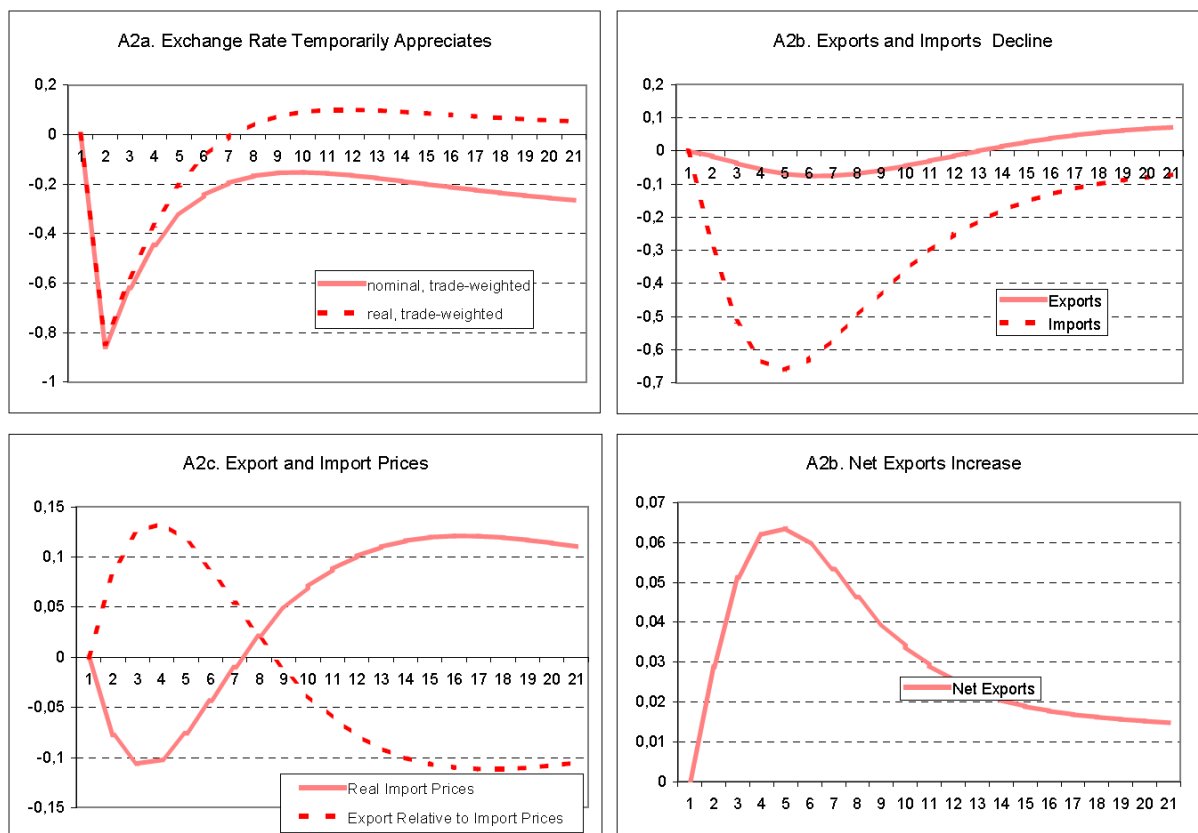 A2a. Exchange Rate Temporarily Appreciates
0,2
0
-0,2
-0,4
-0,6
-0,8
-1
1 2 3 4 5 6 7 8 9 10 11 12 13 14 15 16 17 18 19 20 21
nominal, trade-weighted
real, trade-weighted
A2b. Exports and Imports Decline
0,2
0,1
0
-0,1
-0,2
-0,3
-0,4
-0,5
-0,6
-0,7
1 2 3 4 5 6 7 8 9 10 11 12 13 14 15 16 17 18 19 20 21
Exports
Imports
A2c. Export and Import Prices
0,15
0,1
0,05
0
-0,05
-0,1
-0,15
1 2 3 4 5 6 7 8 9 10 11 12 13 14 15 16 17 18 19 20 21
Real Import Prices
Export Relative to Import Prices
A2b. Net Exports Increase
0,07
0,06
0,05
0,04
0,03
0,02
0,01
0
Net Exports
1 2 3 4 5 6 7 8 9 10 11 12 13 14 15 16 17 18 19 20 21